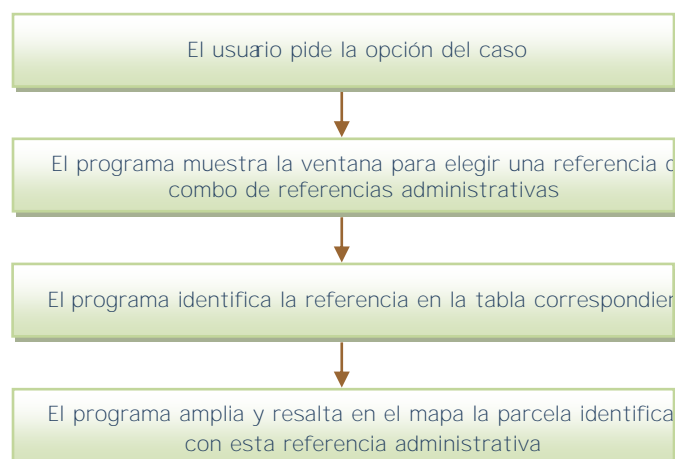 El usuario pide la opción del caso
El programa muestra la ventana para elegir una referencia
combo de referencias administrativas
El programa identifica la referencia en la tabla
El programa amplia y resalta en el mapa la parcela
con esta referencia administrativa